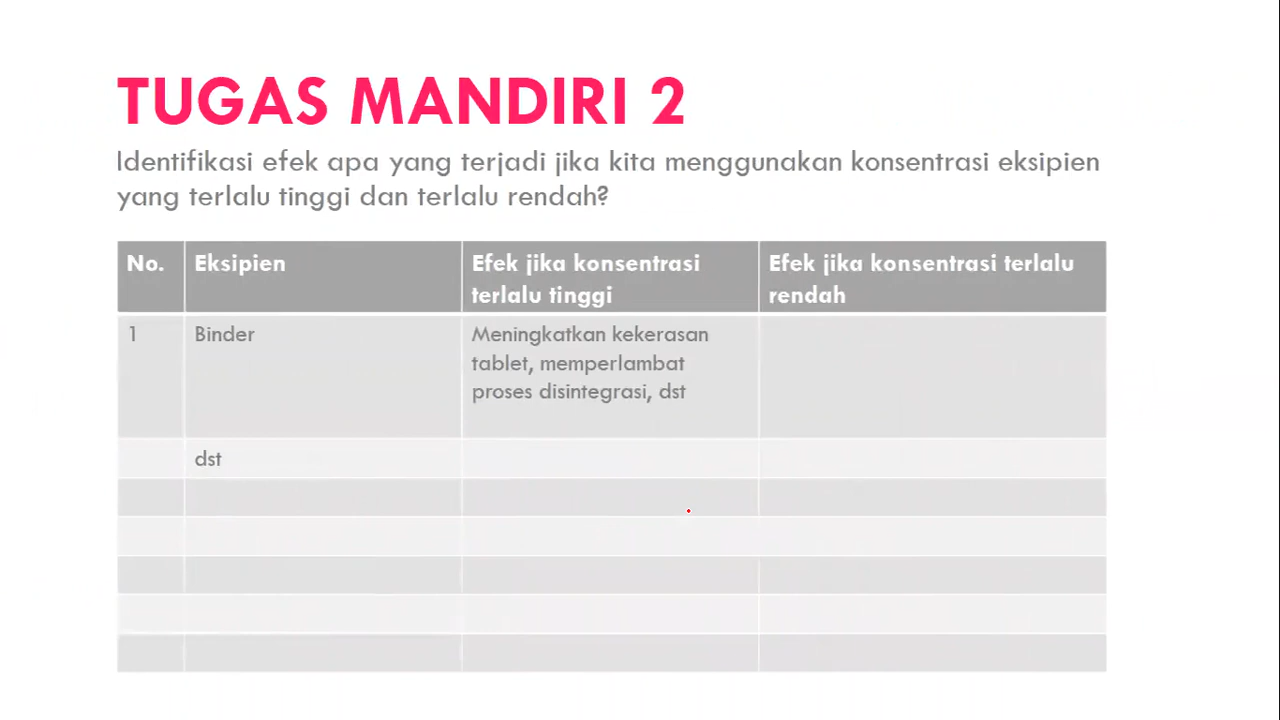 TUGAS MANDIRI 2
Identifikasi efek apa yang terjadi jika kita menggunakan konsentrasi eksipien
yang terlalu tinggi dan terlalu rendah?
No.
Eksipien
Efek jika konsentrasi
terlalu tinggi
Efek jika konsentrasi terlalu
rendah
1
Binder
Meningkatkan kekerasan
tablet, memperlambat
proses disintegrasi, dst
dst